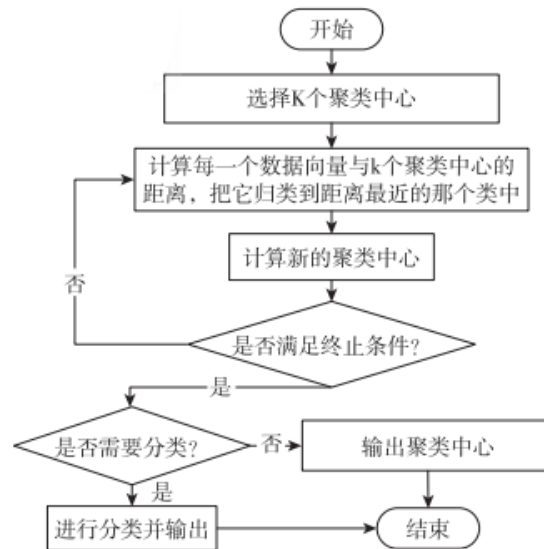 开始
选择K个聚类中心
计算每一个数据向量与k个聚类中心的
距离，把它归类到距离最近的那个类中
计算新的聚类中心
否
是否满足终止条件?
是
是否需要分类?
否
输出聚类中心
是
进行分类并输出
结束